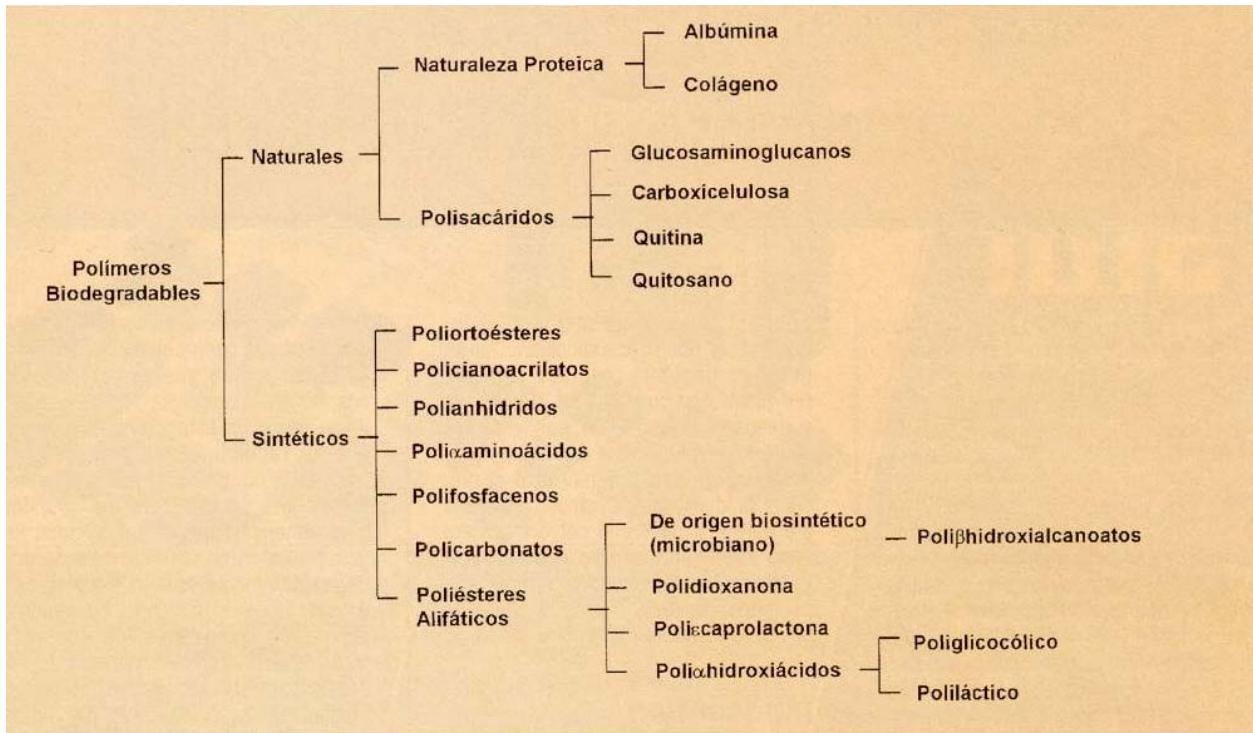 Albúmina
Naturaleza Proteica
Colágeno
Naturales
Glucosaminoglucanos
Carboxicelulosa
Polisacáridos
Quitina
Quitosano
Polímeros
Biodegradables
Poliortoésteres
Policianoacrilatos
Polianhidridos
Sintéticos
Poliαaminoácidos
Polifosfacenos
Policarbonatos
Poliésteres
Alifáticos
De origen biosintético
(microbiano)
Poliβhidroxialcanoatos
Polidioxanona
Poliεcaprolactona
Poliαhidroxiácidos
Poliglicocólico
Poliláctico